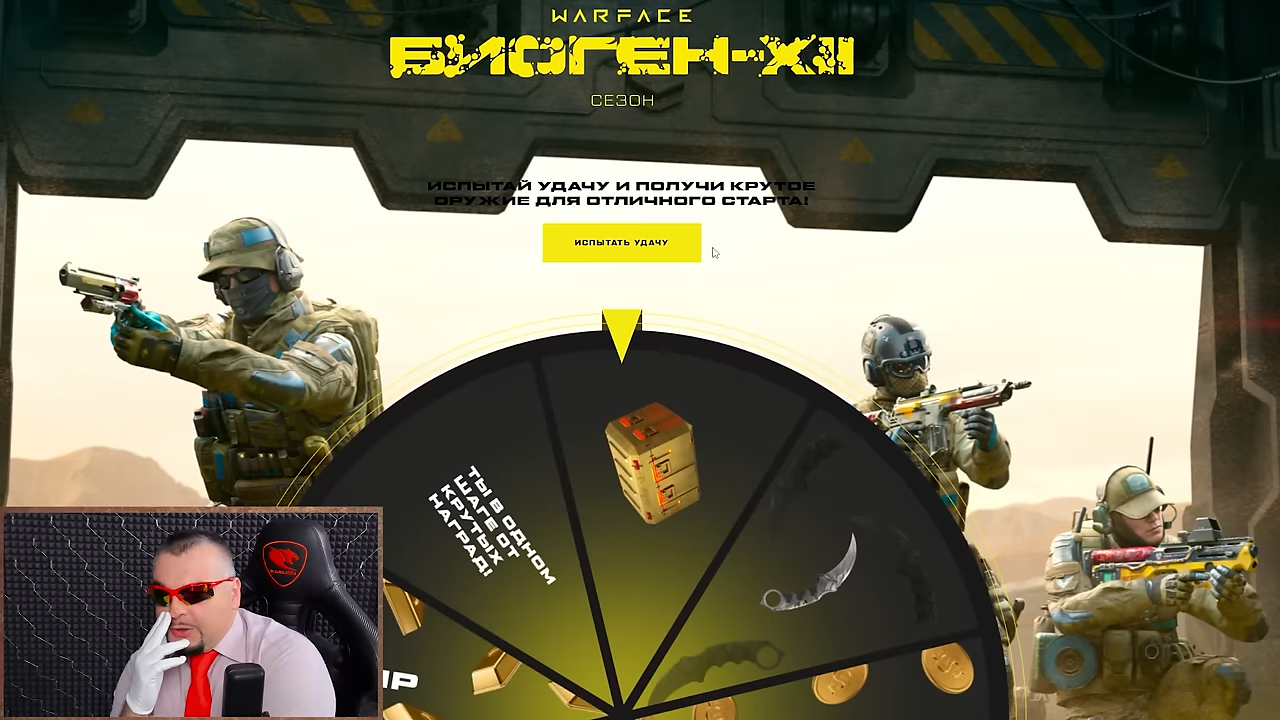 WARFACE
БИОГЕН-XII
СЕЗОН
ИСПЫТАЙ УДАЧУ И ПОЛУЧИ КРУТОЕ
ОРУЖИЕ ДЛЯ ОТЛИЧНОГО СТАРТА!
ИСПЫТАТЬ УДАЧУ
ТЫ В ОДНОМ
ШАГЕ ОТ
КРУТЫХ
НАГРАД!